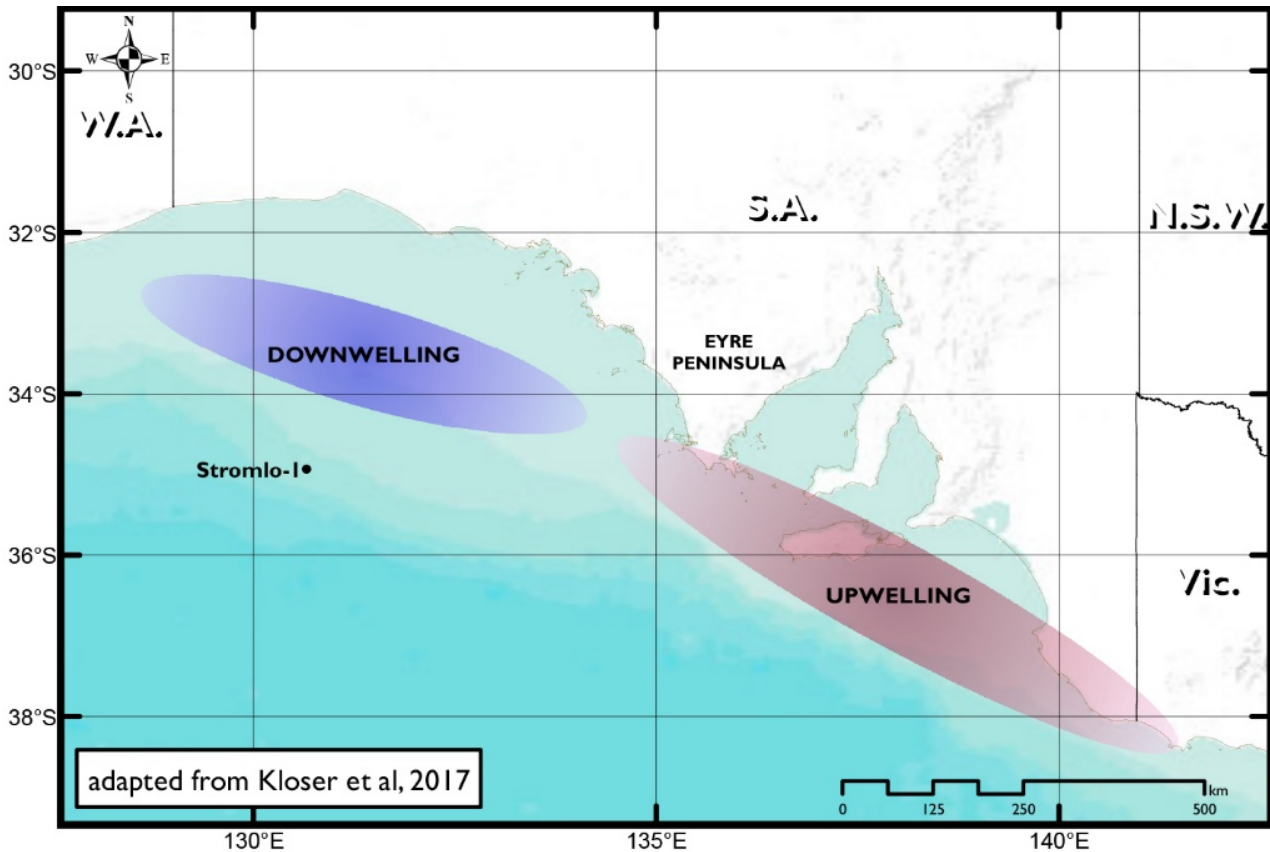 N
W E
S
30°S
W.A.
32°S
S.A.
N.S.W.
EYRE
PENINSULA
DOWNWELLING
34°S
Stromlo-1
36°S
UPWELLING
Vic.
38°S
adapted from Kloser et al, 2017
km
0 125 250 500
130°E 135°E 140°E